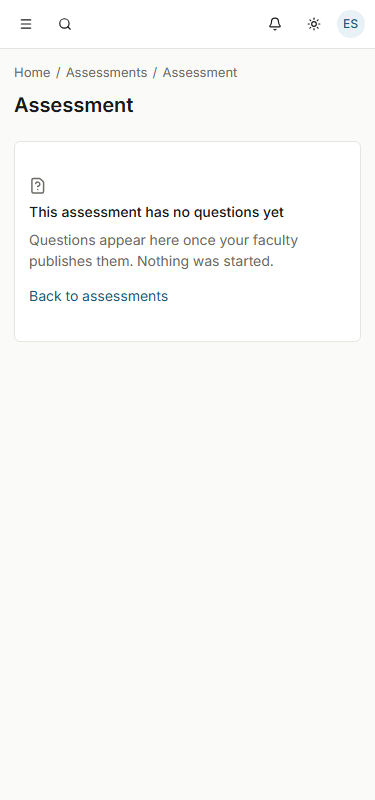 ES
Home / Assessments / Assessment
Assessment
This assessment has no questions yet
Questions appear here once your faculty
publishes them. Nothing was started.
Back to assessments